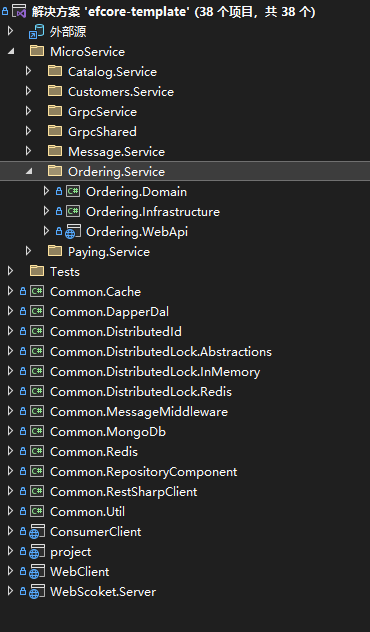 解决方案 'efcore-template' (38 个项目，共 38 个)
外部源
MicroService
Catalog.Service
Customers.Service
GrpcService
GrpcShared
Message.Service
Ordering.Service
Ordering.Domain
Ordering.Infrastructure
Ordering.WebApi
Paying.Service
Tests
Common.Cache
Common.DapperDal
Common.DistributedId
Common.DistributedLock.Abstractions
Common.DistributedLock.InMemory
Common.DistributedLock.Redis
Common.MessageMiddleware
Common.MongoDb
Common.Redis
Common.RepositoryComponent
Common.RestSharpClient
Common.Util
ConsumerClient
project
WebClient
WebScoket.Server